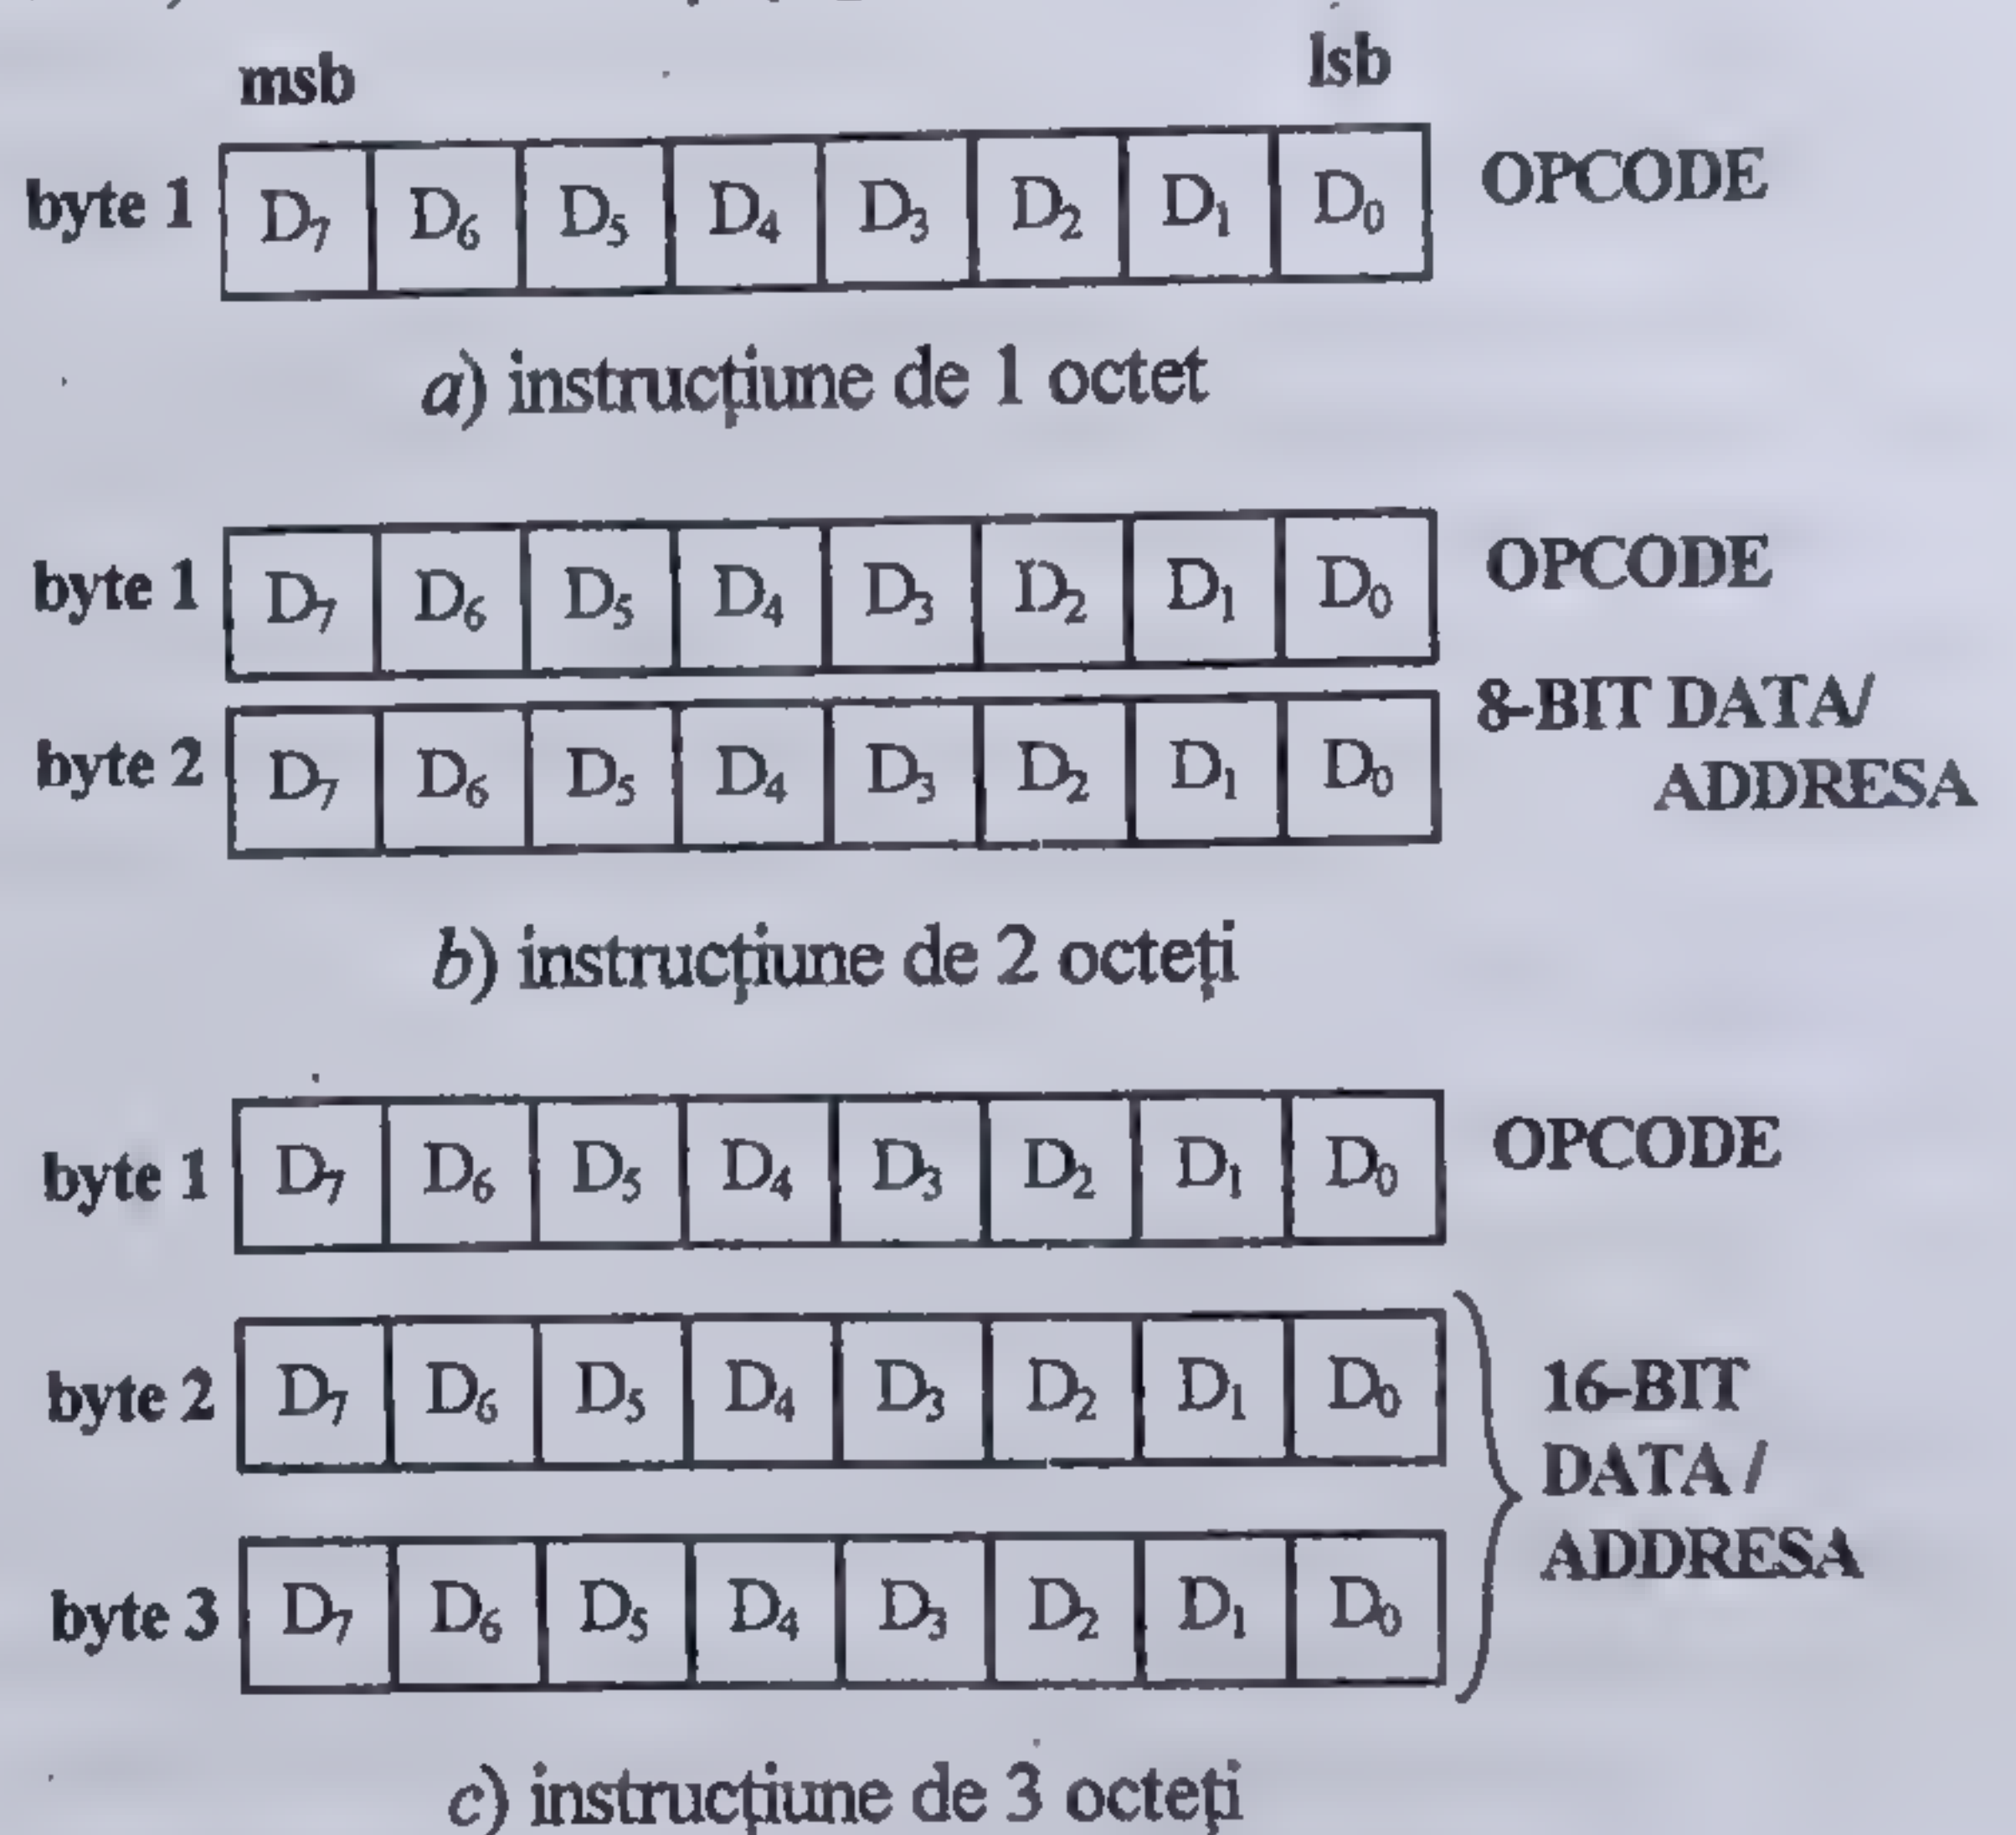 msb lsb
byte 1 D7 D6 D5 D4 D3 D2 D1 D0 OPCODE
a) instrucțiune de 1 octet
byte 1 D7 D6 D5 D4 D3 D2 D1 D0 OPCODE
byte 2 D7 D6 D5 D4 D3 D2 D1 D0
8-BIT DATA/
ADDRESA
b) instrucțiune de 2 octeți
byte 1 D7 D6 D5 D4 D3 D2 D1 D0 OPCODE
byte 2 D7 D6 D5 D4 D3 D2 D1 D0
byte 3 D7 D6 D5 D4 D3 D2 D1 D0
16-BIT
DATA /
ADDRESA
c) instrucțiune de 3 octeți